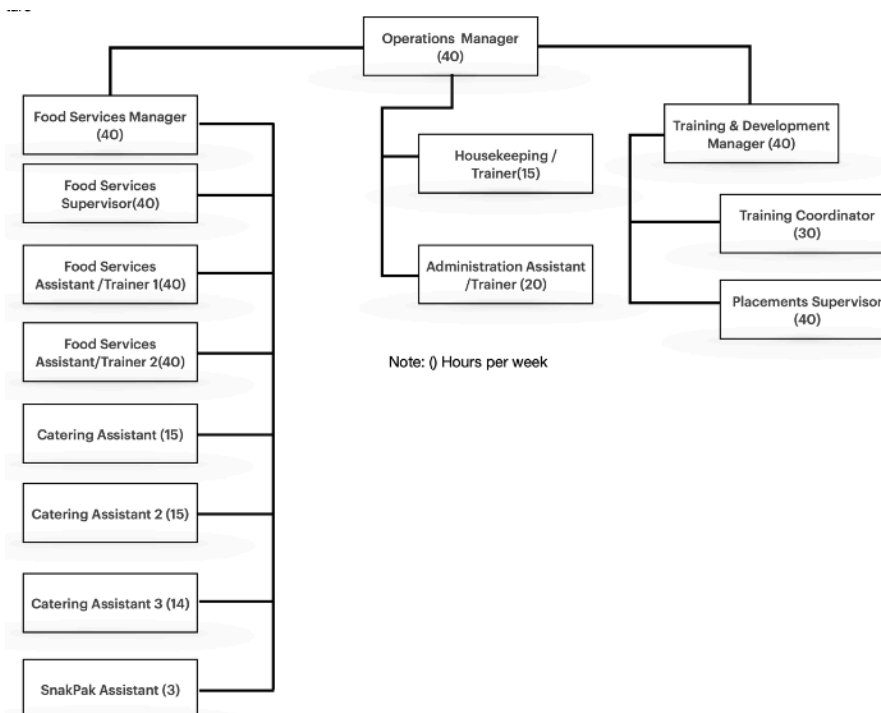 Operations Manager
(40)
Food Services Manager
(40)
Food Services
Supervisor(40)
Food Services
Assistant /Trainer 1(40)
Food Services
Assistant/Trainer 2(40)
Catering Assistant (15)
Catering Assistant 2 (15)
Catering Assistant 3 (14)
SnakPak Assistant (3)
Housekeeping /
Trainer(15)
Administration Assistant
/Trainer (20)
Training & Development
Manager (40)
Training Coordinator
(30)
Placements Supervisor
(40)
Note: () Hours per week